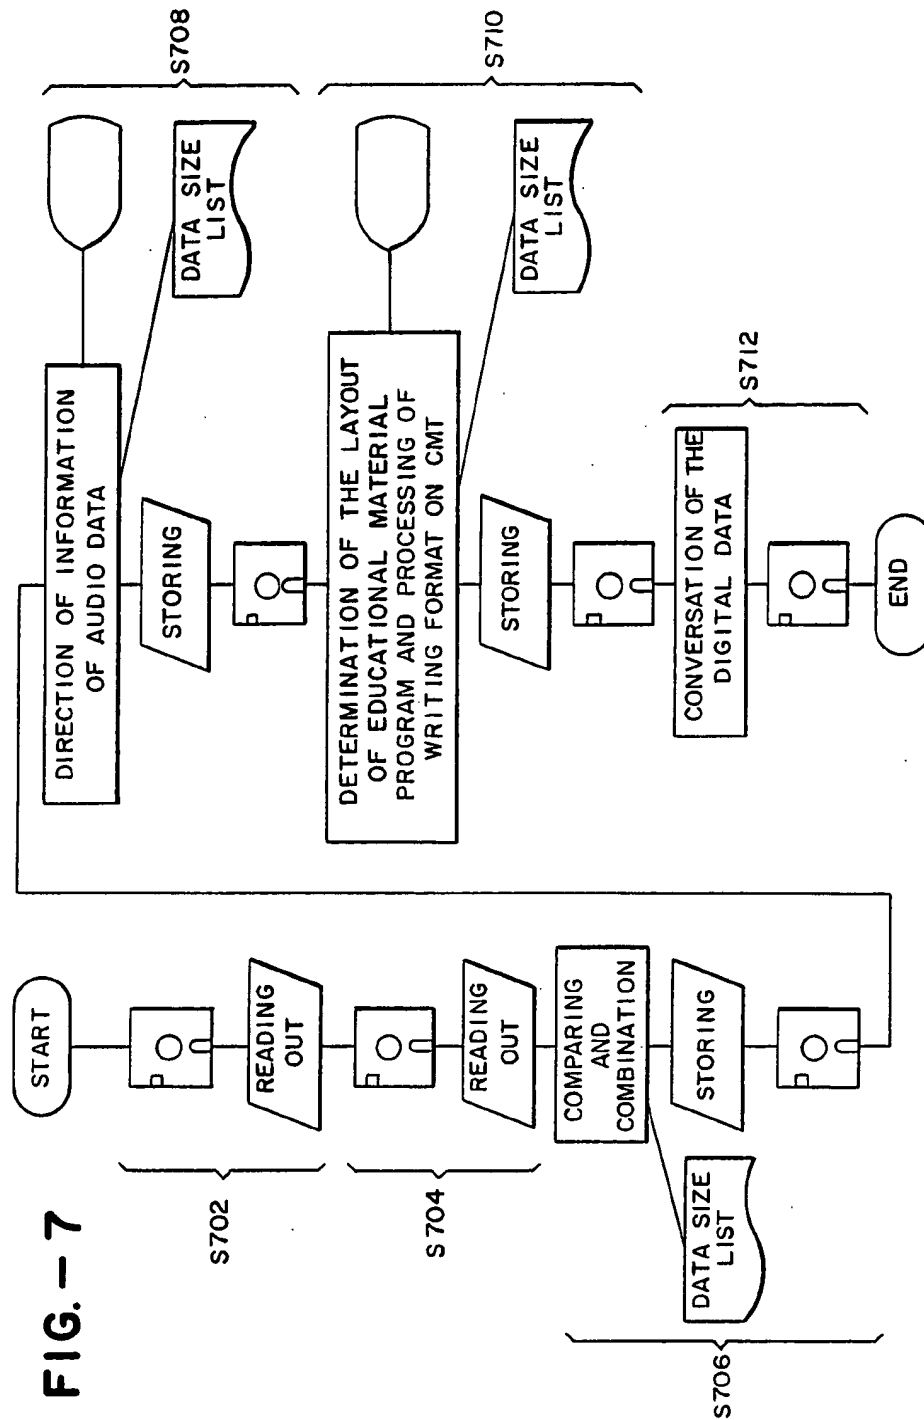 FIG.-7
START
S702
READING
OUT
S704
READING
OUT
S706
COMPARING
AND
COMBINATION
DATA SIZE
LIST
STORING
S708
DIRECTION OF INFORMATION
OF AUDIO DATA
DATA SIZE
LIST
STORING
S710
DETERMINATION OF THE LAYOUT
OF EDUCATIONAL MATERIAL
PROGRAM AND PROCESSING OF
WRITING FORMAT ON CMT
DATA SIZE
LIST
STORING
S712
CONVERSATION OF THE
DIGITAL DATA
END